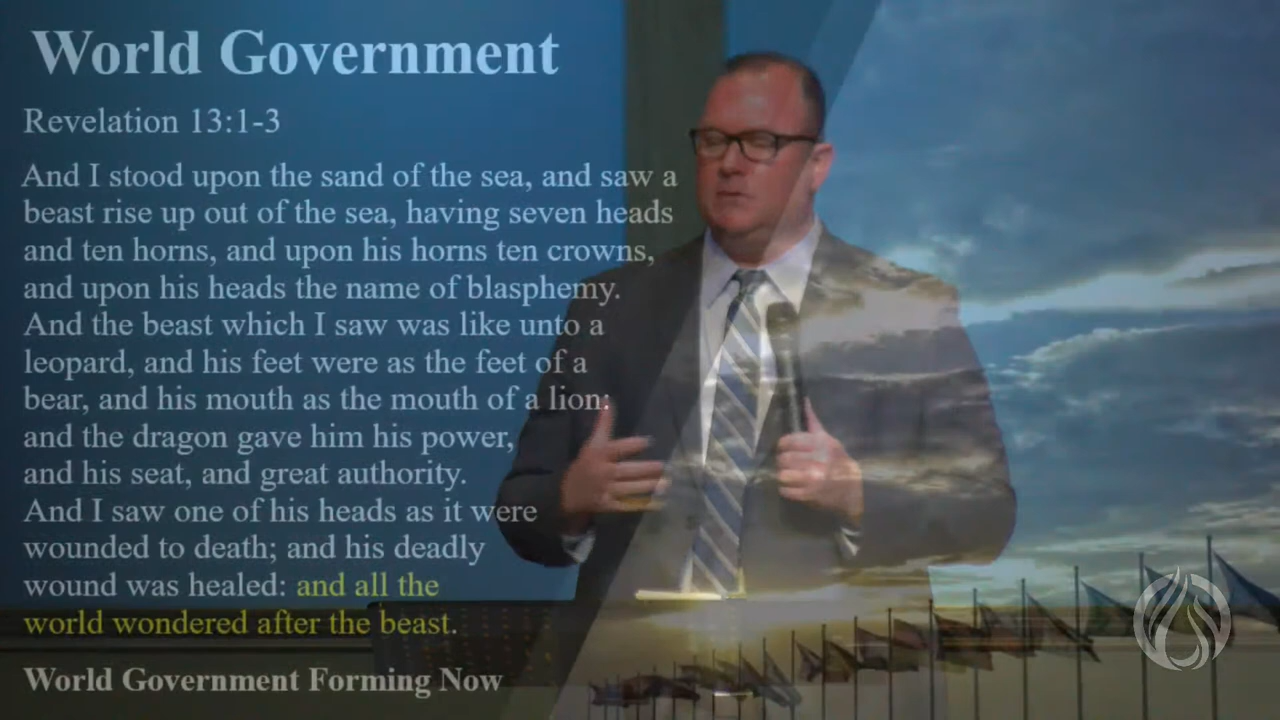 World Government
Revelation 13:1-3
And I stood upon the sand of the sea, and saw a
beast rise up out of the sea, having seven heads
and ten horns, and upon his horns ten crowns,
and upon his heads the name of blasphemy.
And the beast which I saw was like unto a
leopard, and his feet were as the feet of a
bear, and his mouth as the mouth of a lion:
and the dragon gave him his power,
and his seat, and great authority.
And I saw one of his heads as it were
wounded to death; and his deadly
wound was healed: and all the
world wondered after the beast.
World Government Forming Now